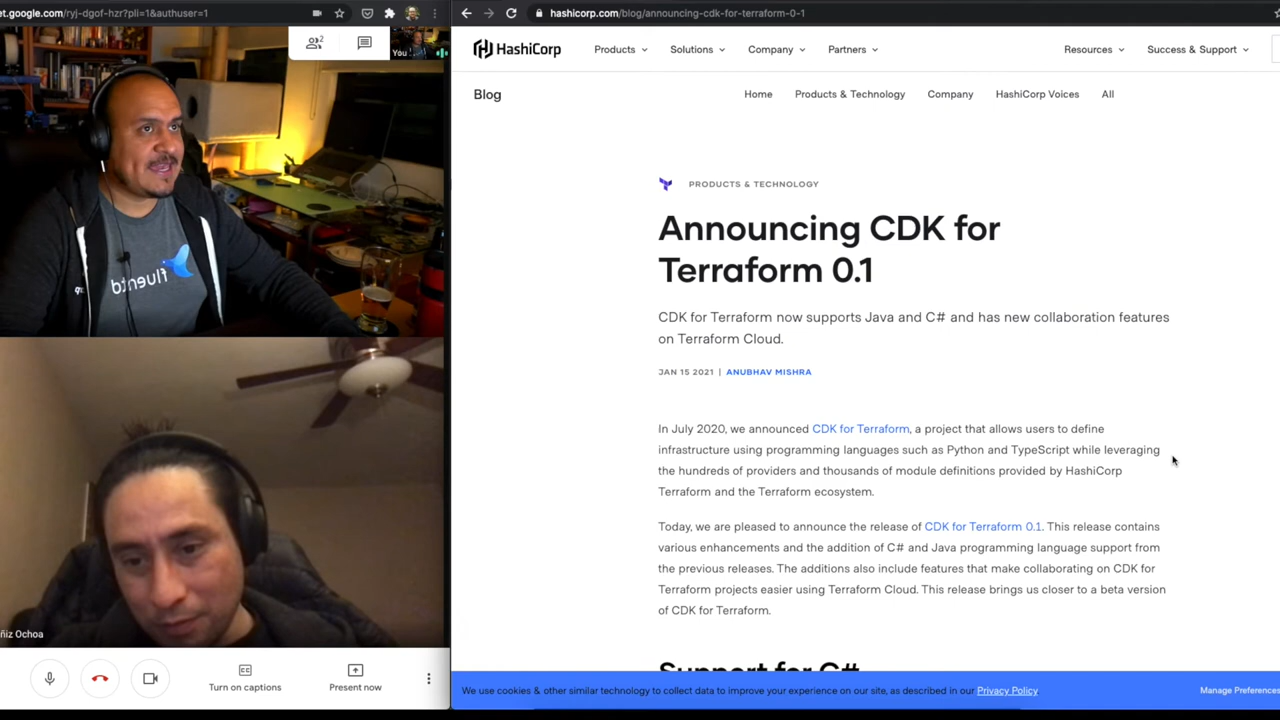 et.google.com/ryj-dgof-hzr?pli=1&authuser=1
2
You
fluentd
ñiz Ochoa
Turn on captions
Present now
hashicorp.com/blog/announcing-cdk-for-terraform-0-1
HashiCorp
Products
Solutions
Company
Partners
Resources
Success & Support
Blog
Home
Products & Technology
Company
HashiCorp Voices
All
PRODUCTS & TECHNOLOGY
Announcing CDK for
Terraform 0.1
CDK for Terraform now supports Java and C# and has new collaboration features
on Terraform Cloud.
JAN 15 2021 | ANUBHAV MISHRA
In July 2020, we announced CDK for Terraform, a project that allows users to define
infrastructure using programming languages such as Python and TypeScript while leveraging
the hundreds of providers and thousands of module definitions provided by HashiCorp
Terraform and the Terraform ecosystem.
Today, we are pleased to announce the release of CDK for Terraform 0.1. This release contains
various enhancements and the addition of C# and Java programming language support from
the previous releases. The additions also include features that make collaborating on CDK for
Terraform projects easier using Terraform Cloud. This release brings us closer to a beta version
of CDK for Terraform.
Support for C#
We use cookies & other similar technology to collect data to improve your experience on our site, as described in our Privacy Policy
Manage Preferences